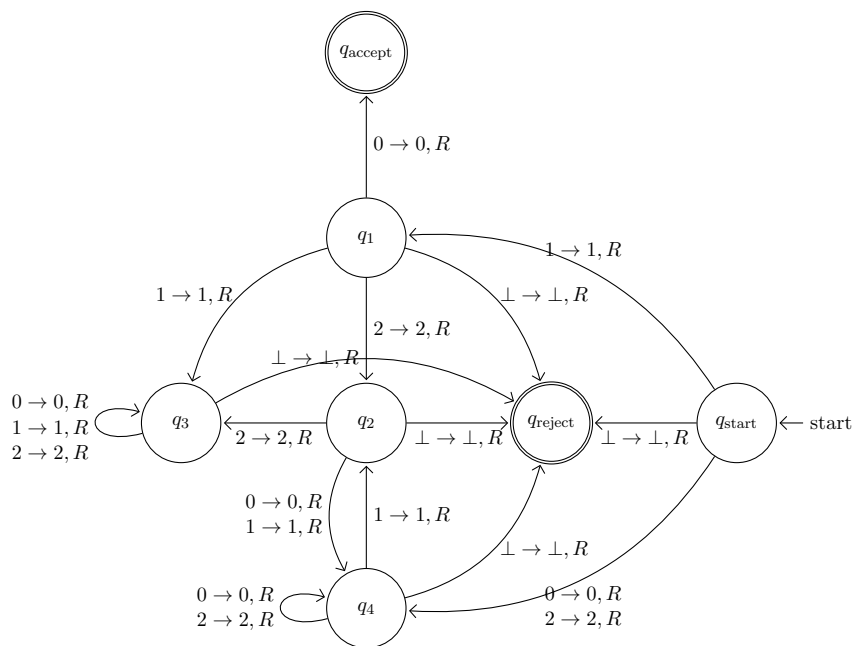 q_accept
0 → 0, R
q_1
1 → 1, R
1 → 1, R
⊥ → ⊥, R
2 → 2, R
⊥ → ⊥, R
0 → 0, R
1 → 1, R
2 → 2, R
q_3
2 → 2, R
q_2
⊥ → ⊥, R
q_reject
⊥ → ⊥, R
q_start
start
0 → 0, R
1 → 1, R
1 → 1, R
⊥ → ⊥, R
0 → 0, R
2 → 2, R
q_4
0 → 0, R
2 → 2, R